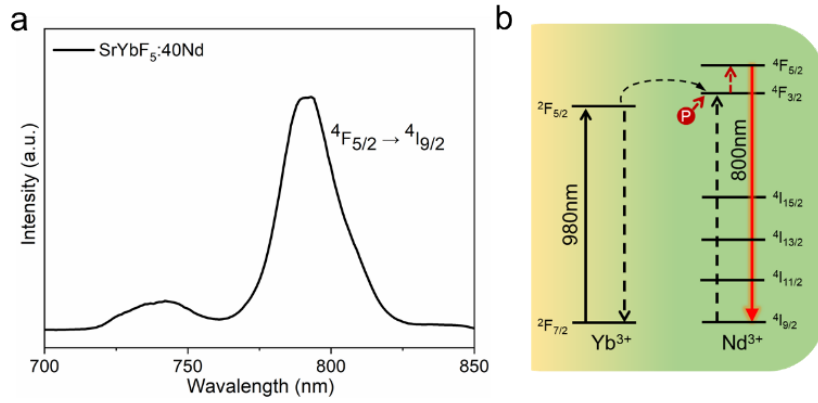 a
SrYbF₅:40Nd
⁴F₅/₂ → ⁴I₉/₂
Intensity (a.u.)
700
750
800
850
Wavalength (nm)
b
⁴F₅/₂
⁴F₃/₂
²F₅/₂
P
980nm
800nm
⁴I₁₅/₂
⁴I₁₃/₂
⁴I₁₁/₂
²F₇/₂
⁴I₉/₂
Yb³⁺
Nd³⁺